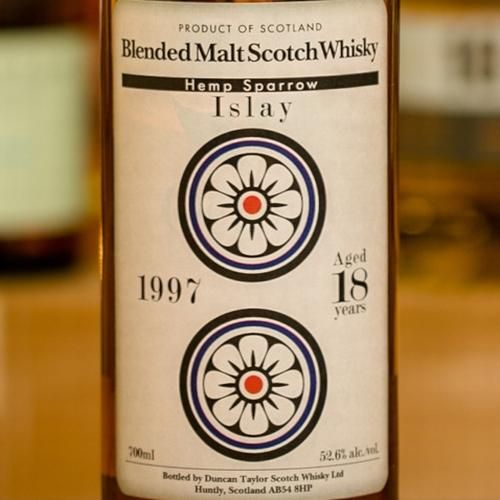 PRODUCT OF SCOTLAND
Blended Malt Scotch Whisky
Hemp Sparrow
Islay
1997
Aged
18
years
700ml
52.6% alc./vol.
Bottled by Duncan Taylor Scotch Whisky Ltd
Huntly, Scotland AB54 8HP